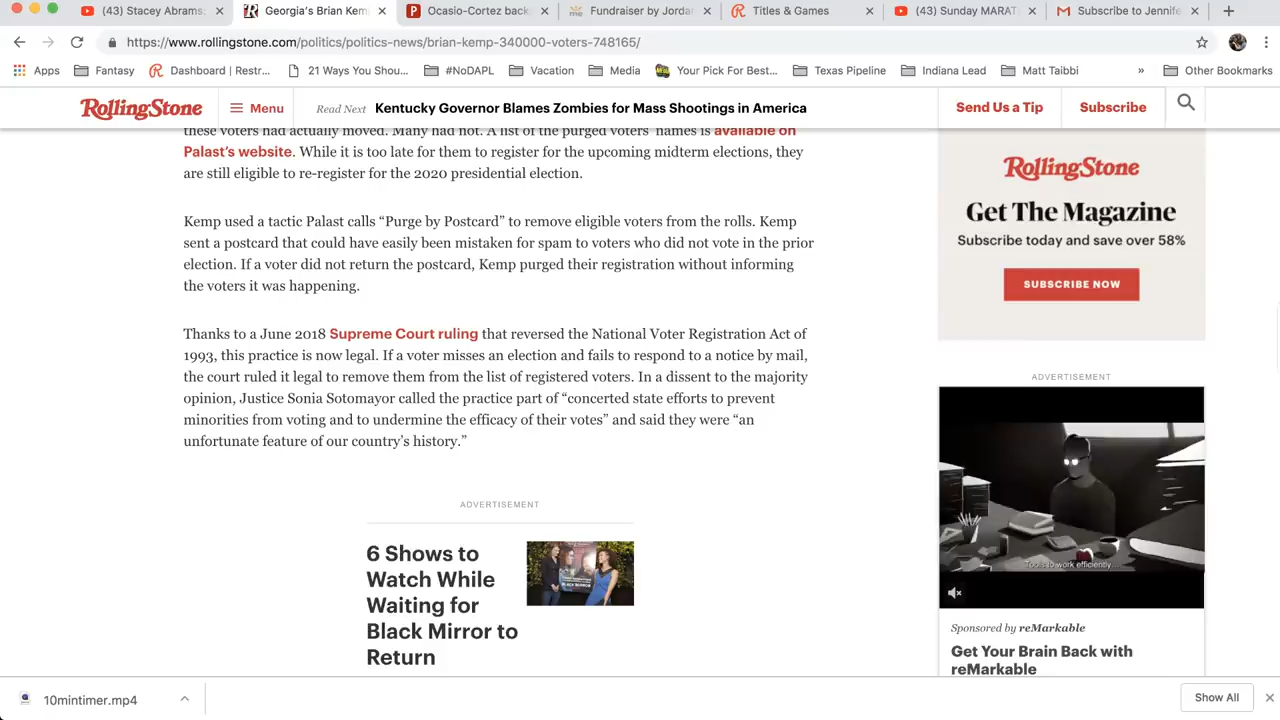 (43) Stacey Abrams:
Georgia's Brian Kem
Ocasio-Cortez back
Fundraiser by Jordan
Titles & Games
(43) Sunday MARAT
Subscribe to Jennife
https://www.rollingstone.com/politics/politics-news/brian-kemp-340000-voters-748165/
Apps
Fantasy
Dashboard | Restr...
21 Ways You Shou...
#NoDAPL
Vacation
Media
Your Pick For Best...
Texas Pipeline
Indiana Lead
Matt Taibbi
»
Other Bookmarks
RollingStone
Menu
Read Next Kentucky Governor Blames Zombies for Mass Shootings in America
Send Us a Tip
Subscribe
these voters had actually moved. Many had not. A list of the purged voters' names is available on
Palast's website. While it is too late for them to register for the upcoming midterm elections, they
are still eligible to re-register for the 2020 presidential election.
Kemp used a tactic Palast calls “Purge by Postcard” to remove eligible voters from the rolls. Kemp
sent a postcard that could have easily been mistaken for spam to voters who did not vote in the prior
election. If a voter did not return the postcard, Kemp purged their registration without informing
the voters it was happening.
Thanks to a June 2018 Supreme Court ruling that reversed the National Voter Registration Act of
1993, this practice is now legal. If a voter misses an election and fails to respond to a notice by mail,
the court ruled it legal to remove them from the list of registered voters. In a dissent to the majority
opinion, Justice Sonia Sotomayor called the practice part of “concerted state efforts to prevent
minorities from voting and to undermine the efficacy of their votes” and said they were “an
unfortunate feature of our country's history.”
ADVERTISEMENT
6 Shows to
Watch While
Waiting for
Black Mirror to
Return
RollingStone
Get The Magazine
Subscribe today and save over 58%
SUBSCRIBE NOW
ADVERTISEMENT
Tools to work efficiently...
Sponsored by reMarkable
Get Your Brain Back with
reMarkable
10mintimer.mp4
Show All